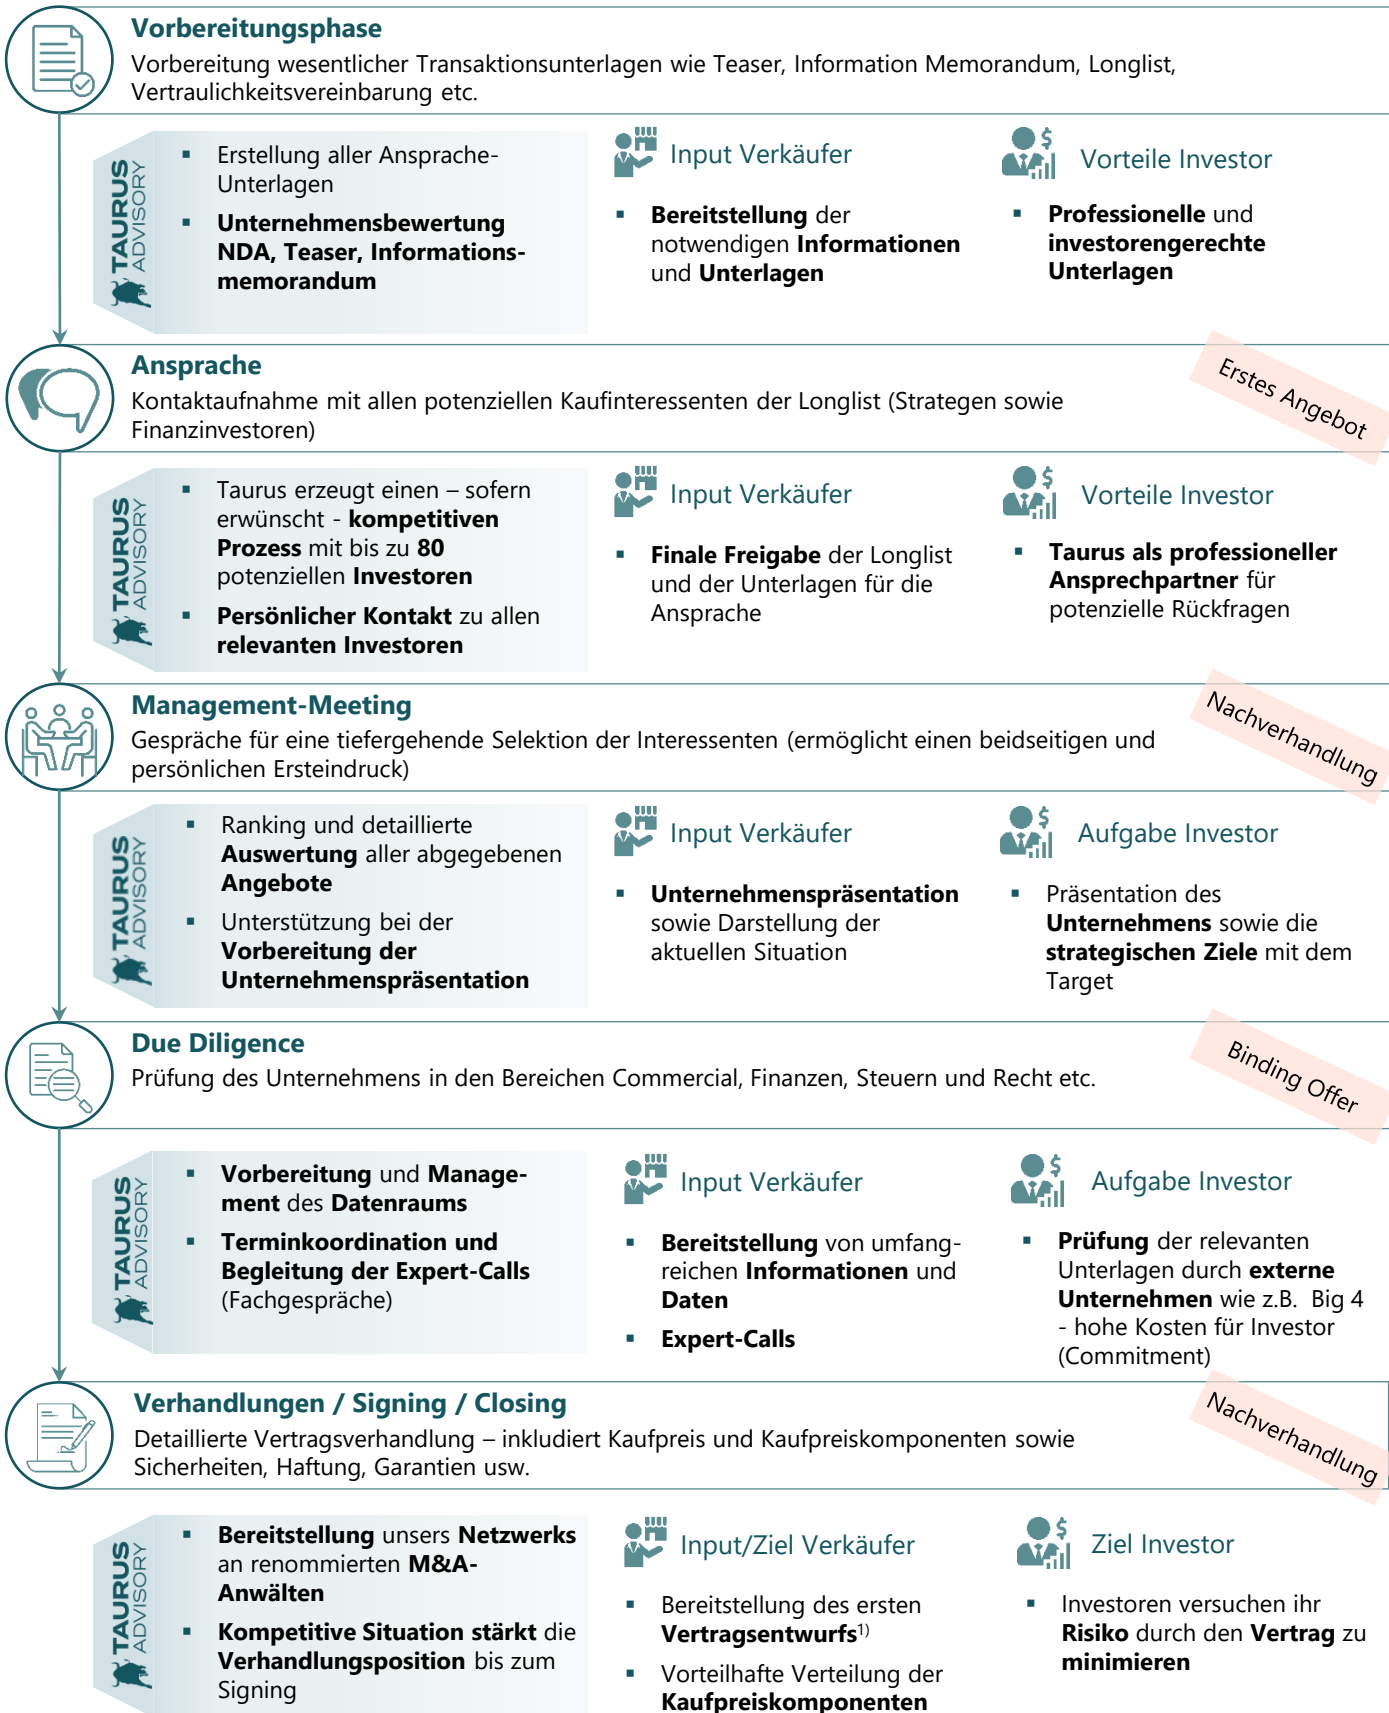 Vorbereitungsphase
Vorbereitung wesentlicher Transaktionsunterlagen wie Teaser, Information Memorandum, Longlist,
Vertraulichkeitsvereinbarung etc.
TAURUS
ADVISORY
▪ Erstellung aller Ansprache-
Unterlagen
▪ Unternehmensbewertung
NDA, Teaser, Informations-
memorandum
Input Verkäufer
▪ Bereitstellung der
notwendigen Informationen
und Unterlagen
Vorteile Investor
▪ Professionelle und
investorengerechte
Unterlagen
Ansprache
Kontaktaufnahme mit allen potenziellen Kaufinteressenten der Longlist (Strategen sowie
Finanzinvestoren)
Erstes Angebot
TAURUS
ADVISORY
▪ Taurus erzeugt einen – sofern
erwünscht - kompetitiven
Prozess mit bis zu 80
potenziellen Investoren
▪ Persönlicher Kontakt zu allen
relevanten Investoren
Input Verkäufer
▪ Finale Freigabe der Longlist
und der Unterlagen für die
Ansprache
Vorteile Investor
▪ Taurus als professioneller
Ansprechpartner für
potenzielle Rückfragen
Management-Meeting
Gespräche für eine tiefergehende Selektion der Interessenten (ermöglicht einen beidseitigen und
persönlichen Ersteindruck)
Nachverhandlung
TAURUS
ADVISORY
▪ Ranking und detaillierte
Auswertung aller abgegebenen
Angebote
▪ Unterstützung bei der
Vorbereitung der
Unternehmenspräsentation
Input Verkäufer
▪ Unternehmenspräsentation
sowie Darstellung der
aktuellen Situation
Aufgabe Investor
▪ Präsentation des
Unternehmens sowie die
strategischen Ziele mit dem
Target
Due Diligence
Prüfung des Unternehmens in den Bereichen Commercial, Finanzen, Steuern und Recht etc.
Binding Offer
TAURUS
ADVISORY
▪ Vorbereitung und Manage-
ment des Datenraums
▪ Terminkoordination und
Begleitung der Expert-Calls
(Fachgespräche)
Input Verkäufer
▪ Bereitstellung von umfang-
reichen Informationen und
Daten
▪ Expert-Calls
Aufgabe Investor
▪ Prüfung der relevanten
Unterlagen durch externe
Unternehmen wie z.B. Big 4
- hohe Kosten für Investor
(Commitment)
Verhandlungen / Signing / Closing
Detaillierte Vertragsverhandlung – inkludiert Kaufpreis und Kaufpreiskomponenten sowie
Sicherheiten, Haftung, Garantien usw.
Nachverhandlung
TAURUS
ADVISORY
▪ Bereitstellung unsers Netzwerks
an renommierten M&A-
Anwälten
▪ Kompetitive Situation stärkt die
Verhandlungsposition bis zum
Signing
Input/Ziel Verkäufer
▪ Bereitstellung des ersten
Vertragsentwurfs1)
▪ Vorteilhafte Verteilung der
Kaufpreiskomponenten
Ziel Investor
▪ Investoren versuchen ihr
Risiko durch den Vertrag zu
minimieren